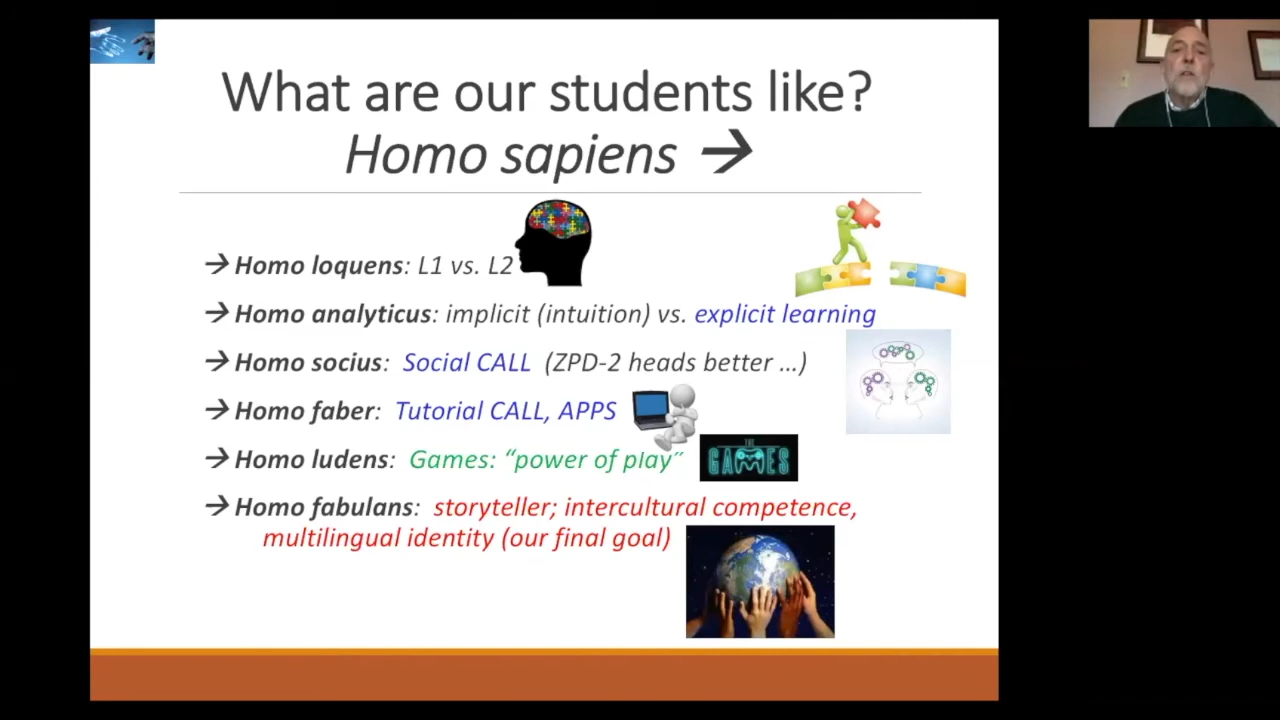 What are our students like?
Homo sapiens →
→ Homo loquens: L1 vs. L2
→ Homo analyticus: implicit (intuition) vs. explicit learning
→ Homo socius: Social CALL (ZPD-2 heads better …)
→ Homo faber: Tutorial CALL, APPS
→ Homo ludens: Games: “power of play”
THE
GAMES
→ Homo fabulans: storyteller; intercultural competence,
multilingual identity (our final goal)